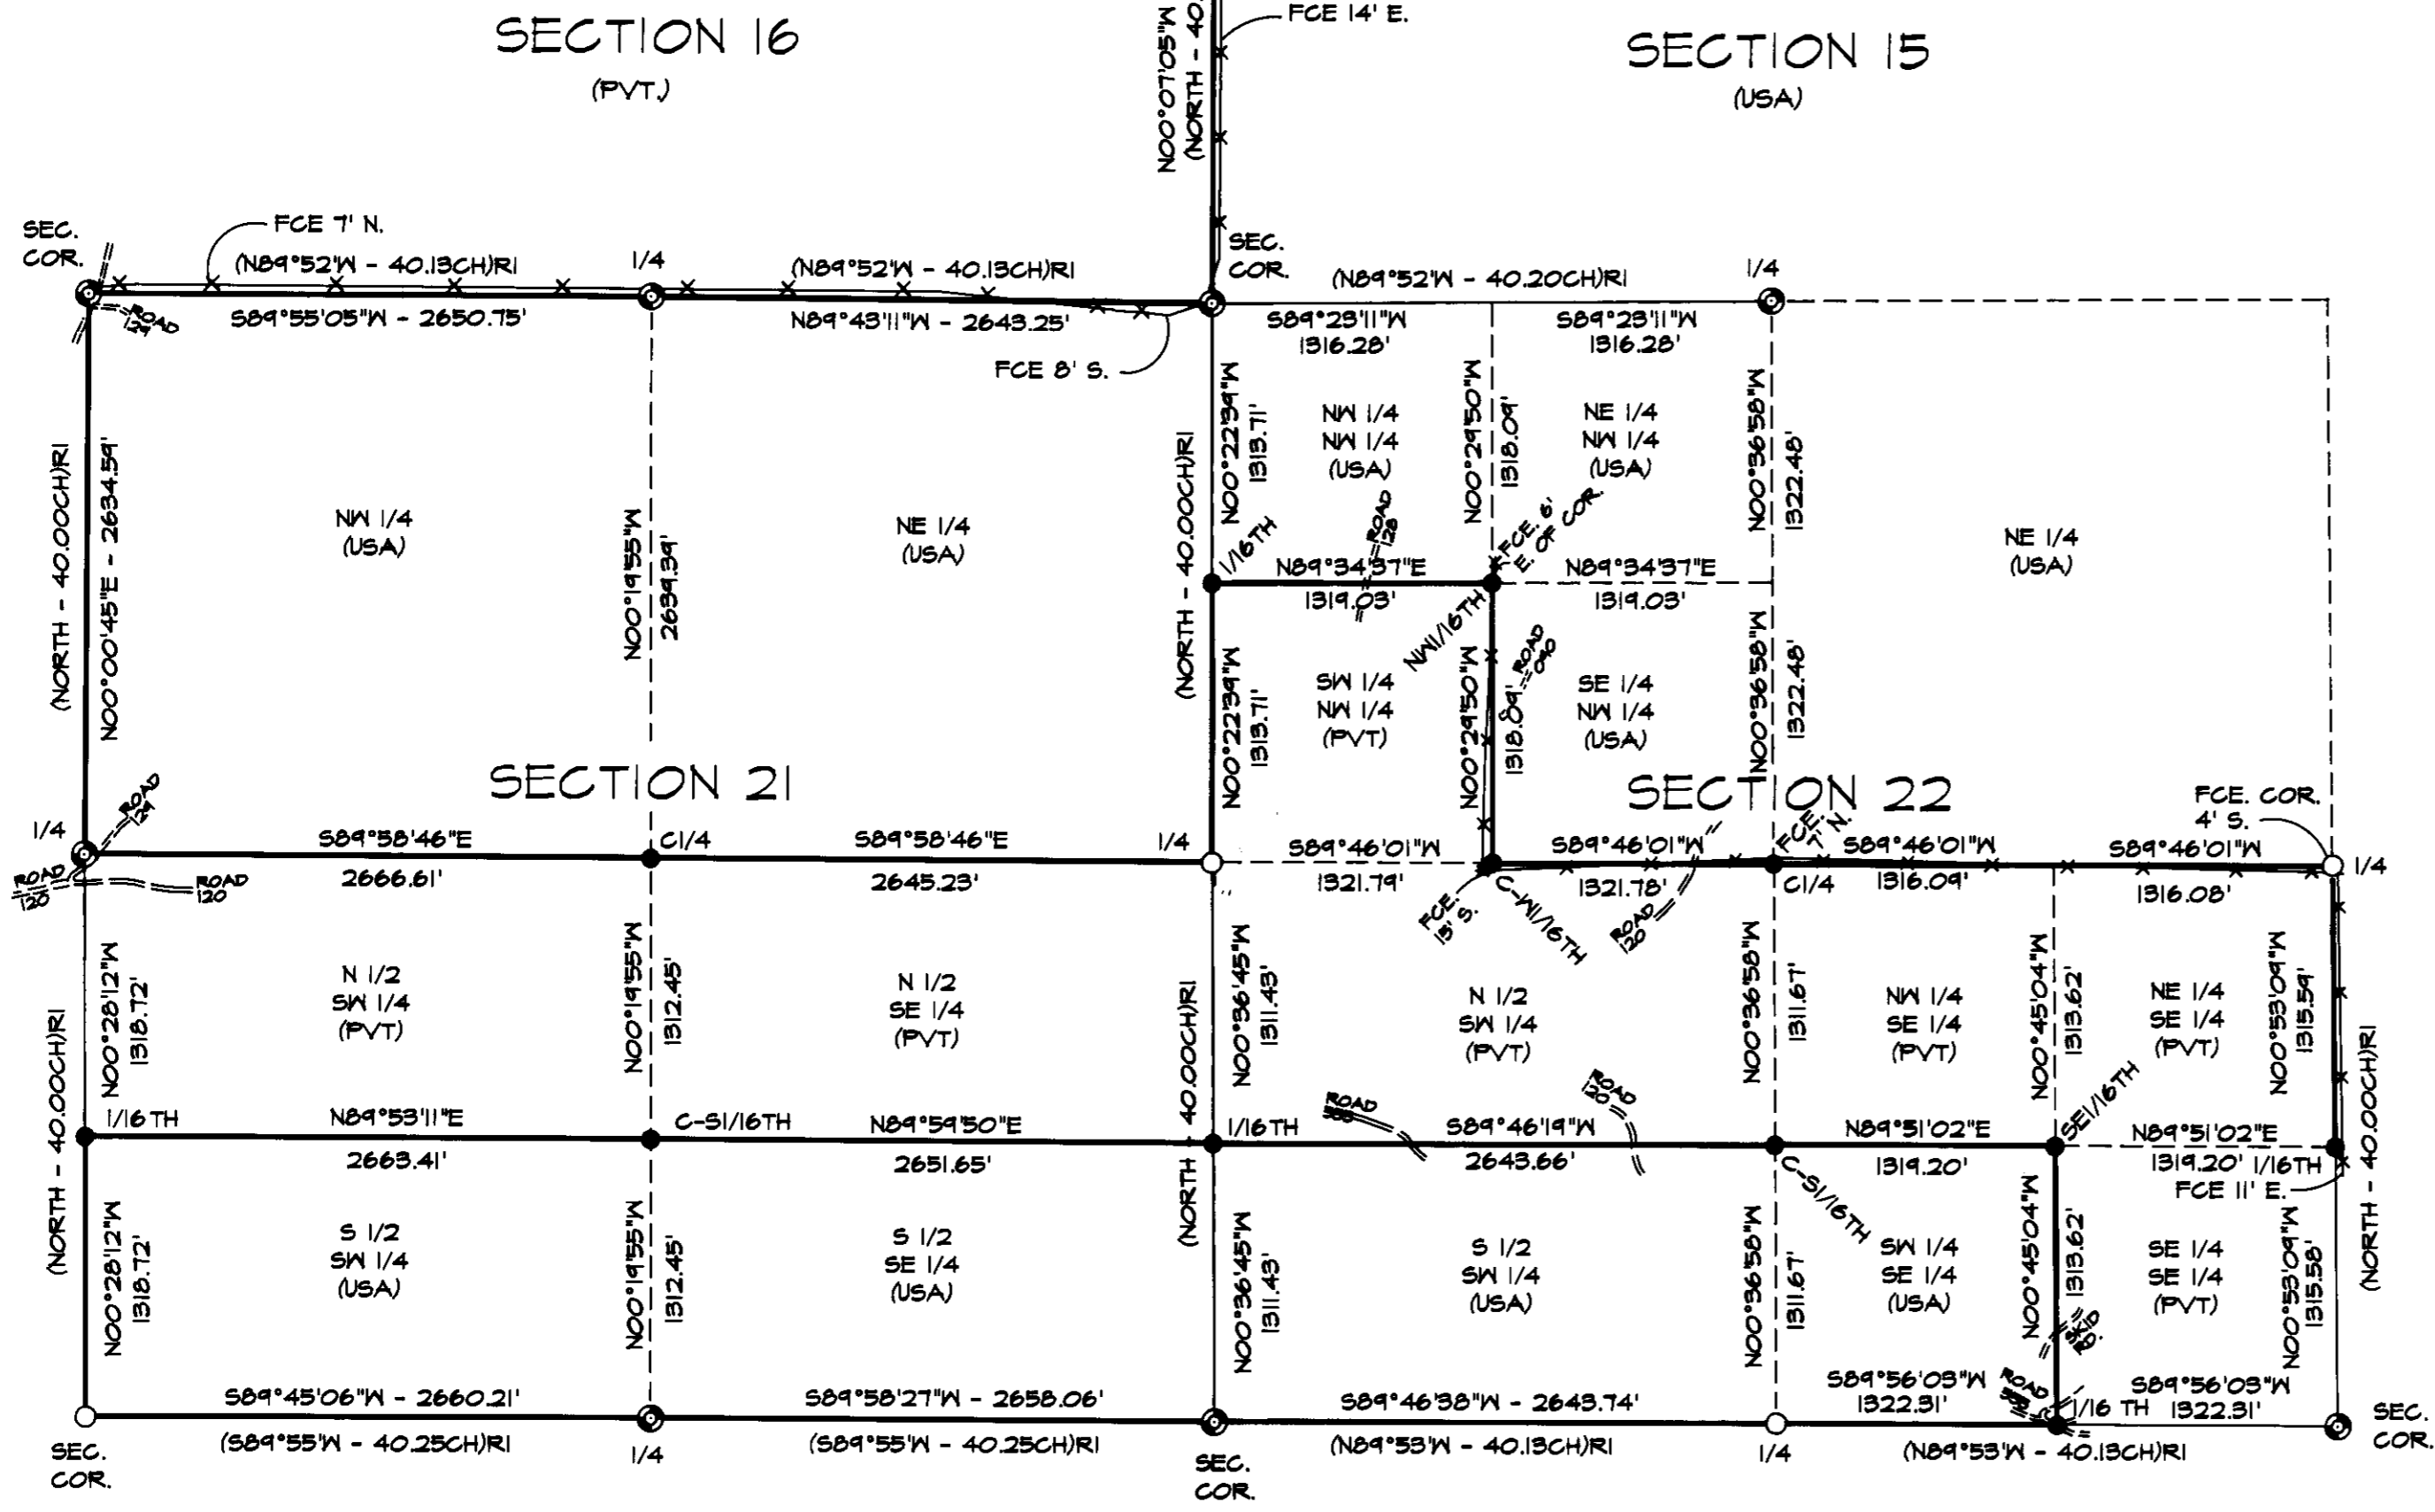 SECTION 16
(PVT.)
N00°07'05"W
(NORTH - 40.
FCE 14' E.
SECTION 15
(USA)
SEC.
COR.
FCE 7' N.
(N89°52'W - 40.13CH)R1
1/4
(N89°52'W - 40.13CH)R1
SEC.
COR.
(N89°52'W - 40.20CH)R1
1/4
ROAD
129
S89°55'05"W - 2650.75'
N89°43'11"W - 2643.25'
FCE 8' S.
S89°23'11"W
1316.28'
S89°23'11"W
1316.28'
(NORTH - 40.00CH)R1
N00°00'45"E - 2634.59'
NW 1/4
(USA)
N00°19'55"W
2639.39'
NE 1/4
(USA)
(NORTH - 40.00CH)R1
N00°22'39"W
1313.71'
NW 1/4
NW 1/4
(USA)
N00°29'50"W
1318.09'
NE 1/4
NW 1/4
(USA)
N00°36'58"W
1322.48'
NE 1/4
(USA)
1/16TH
ROAD
128
FCE. 6'
E. OF COR.
N89°34'37"E
1319.03'
N89°34'37"E
1319.03'
NW1/16TH
N00°22'39"W
1313.71'
SW 1/4
NW 1/4
(PVT)
N00°29'50"W
1318.09'
ROAD
090
SE 1/4
NW 1/4
(USA)
N00°36'58"W
1322.48'
SECTION 21
SECTION 22
FCE. COR.
4' S.
1/4
ROAD
129
S89°58'46"E
2666.61'
C1/4
S89°58'46"E
2645.23'
1/4
S89°46'01"W
1321.79'
S89°46'01"W
1321.78'
FCE.
7' N.
S89°46'01"W
1316.09'
S89°46'01"W
1316.08'
1/4
C1/4
ROAD
120
ROAD
120
FCE.
15' S.
C-W1/16TH
ROAD
120
N00°28'12"W
1318.72'
N 1/2
SW 1/4
(PVT)
N00°19'55"W
1312.45'
N 1/2
SE 1/4
(PVT)
N00°36'45"W
1311.43'
N 1/2
SW 1/4
(PVT)
N00°36'58"W
1311.67'
NW 1/4
SE 1/4
(PVT)
N00°45'04"W
1313.62'
NE 1/4
SE 1/4
(PVT)
N00°53'09"W
1315.59'
(NORTH - 40.00CH)R1
(NORTH - 40.00CH)R1
(NORTH - 40.00CH)R1
1/16TH
N89°53'11"E
2663.41'
C-S1/16TH
N89°59'50"E
2651.65'
1/16TH
ROAD
ROAD
120
S89°46'19"W
2643.66'
N89°51'02"E
1319.20'
SE1/16TH
N89°51'02"E
1319.20'
1/16TH
FCE 11' E.
C-S1/16TH
N00°28'12"W
1318.72'
S 1/2
SW 1/4
(USA)
N00°19'55"W
1312.45'
S 1/2
SE 1/4
(USA)
N00°36'45"W
1311.43'
S 1/2
SW 1/4
(USA)
N00°36'58"W
1311.67'
SW 1/4
SE 1/4
(USA)
N00°45'04"W
1313.62'
SE 1/4
SE 1/4
(PVT)
N00°53'09"W
1315.58'
SKID
RD.
S89°45'06"W - 2660.21'
S89°58'27"W - 2658.06'
S89°46'38"W - 2643.74'
S89°56'03"W
1322.31'
ROAD
S89°56'03"W
1322.31'
1/16 TH
SEC.
COR.
(S89°55'W - 40.25CH)R1
1/4
(S89°55'W - 40.25CH)R1
SEC.
COR.
(N89°53'W - 40.13CH)R1
1/4
(N89°53'W - 40.13CH)R1
SEC.
COR.